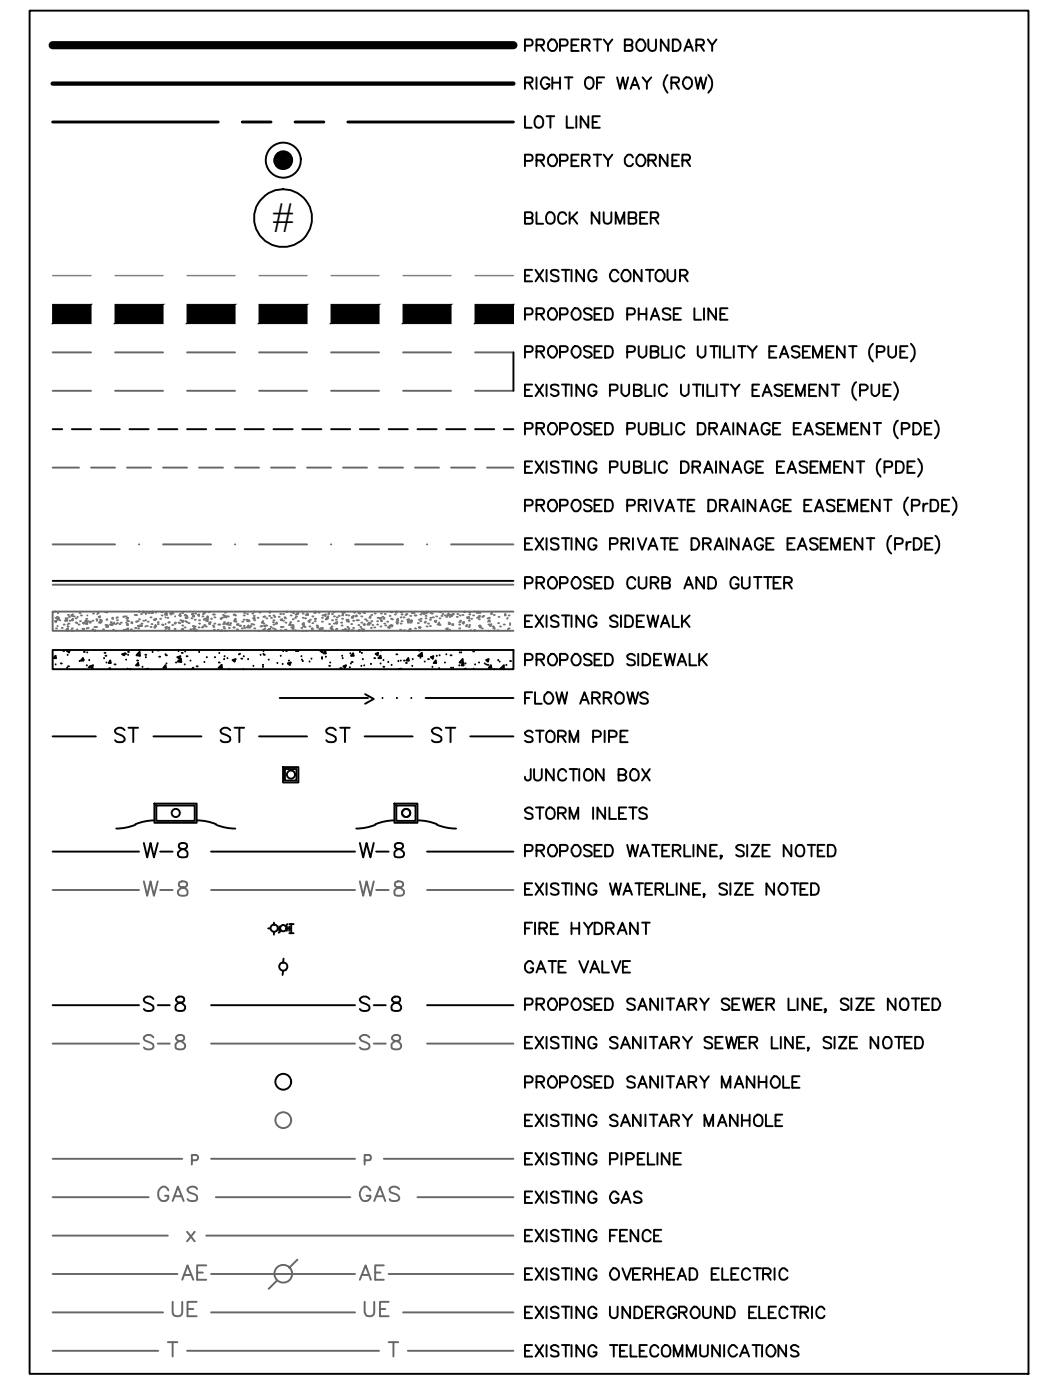 PROPERTY BOUNDARY
RIGHT OF WAY (ROW)
LOT LINE
PROPERTY CORNER
# BLOCK NUMBER
EXISTING CONTOUR
PROPOSED PHASE LINE
PROPOSED PUBLIC UTILITY EASEMENT (PUE)
EXISTING PUBLIC UTILITY EASEMENT (PUE)
PROPOSED PUBLIC DRAINAGE EASEMENT (PDE)
EXISTING PUBLIC DRAINAGE EASEMENT (PDE)
PROPOSED PRIVATE DRAINAGE EASEMENT (PrDE)
EXISTING PRIVATE DRAINAGE EASEMENT (PrDE)
PROPOSED CURB AND GUTTER
EXISTING SIDEWALK
PROPOSED SIDEWALK
FLOW ARROWS
ST ST ST ST STORM PIPE
JUNCTION BOX
STORM INLETS
W-8 W-8 PROPOSED WATERLINE, SIZE NOTED
W-8 W-8 EXISTING WATERLINE, SIZE NOTED
FIRE HYDRANT
GATE VALVE
S-8 S-8 PROPOSED SANITARY SEWER LINE, SIZE NOTED
S-8 S-8 EXISTING SANITARY SEWER LINE, SIZE NOTED
PROPOSED SANITARY MANHOLE
EXISTING SANITARY MANHOLE
P P EXISTING PIPELINE
GAS GAS EXISTING GAS
X EXISTING FENCE
AE AE EXISTING OVERHEAD ELECTRIC
UE UE EXISTING UNDERGROUND ELECTRIC
T T EXISTING TELECOMMUNICATIONS